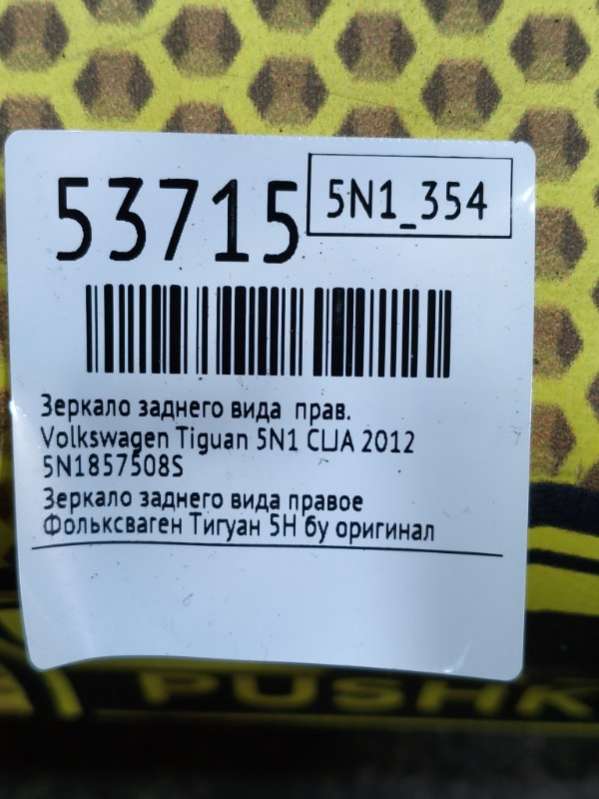 53715
5N1_354
Зеркало заднего вида прав.
Volkswagen Tiguan 5N1 CLJA 2012
5N1857508S
Зеркало заднего вида правое
Фольксваген Тигуан 5Н бу оригинал
PUSHK